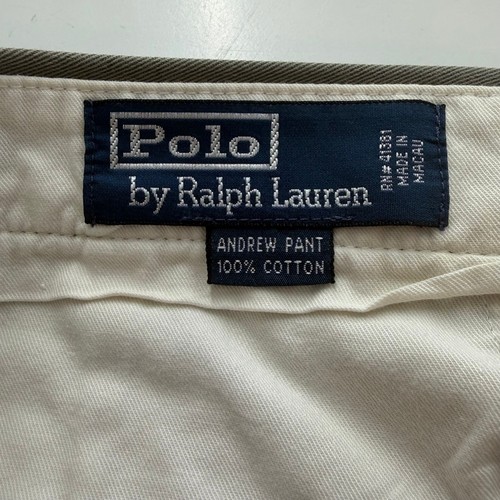 Polo
by Ralph Lauren
RN# 41381
MADE IN
MACAU
ANDREW PANT
100% COTTON